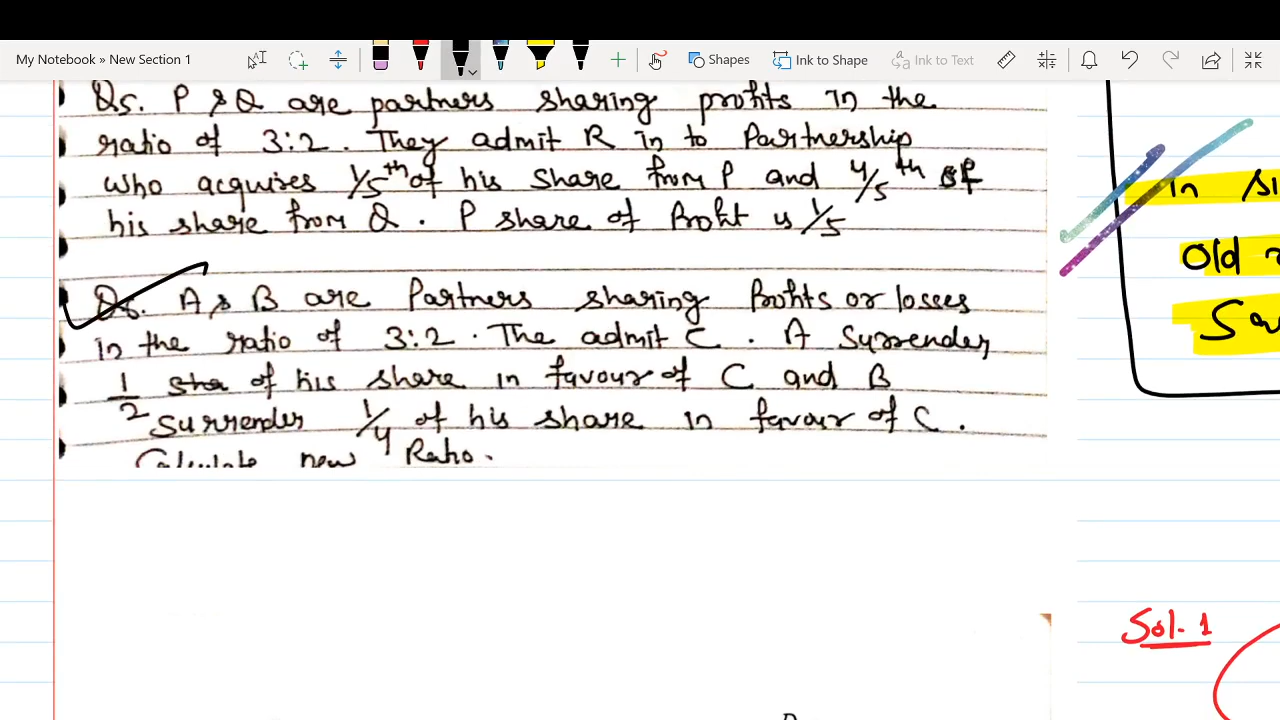 My Notebook » New Section 1
Shapes
Ink to Shape
Ink to Text
Q5. P & Q are partners sharing profits in the
ratio of 3:2. They admit R in to Partnership
who acquires 1/5th of his share from P and 4/5th of
his share from Q. P share of Profit is 1/5
Q5. A & B are Partners sharing Profits or losses
in the ratio of 3:2. The admit C. A Surrender
1/2 of his share in favour of C and B
surrender 1/4 of his share in favour of C.
Calculate new Ratio.
in
Old
Sol. 1